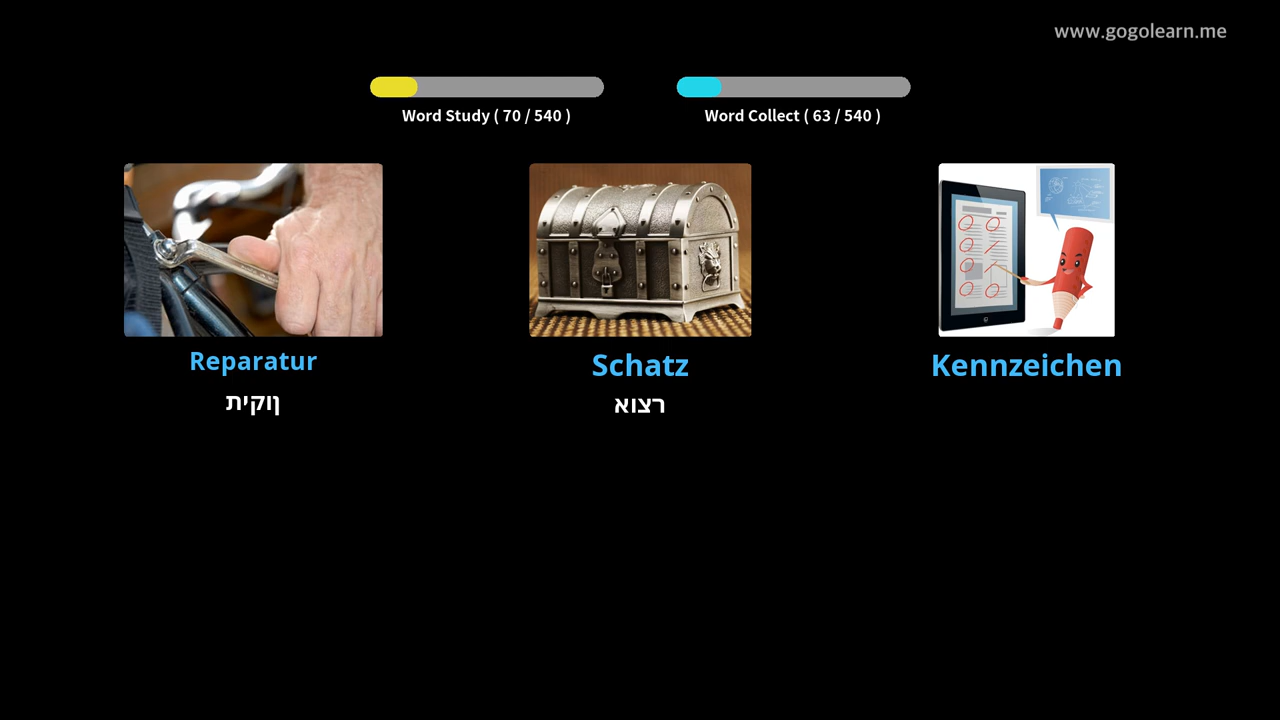 www.gogolearn.me
Word Study ( 70 / 540 )
Word Collect ( 63 / 540 )
Reparatur
ןוקית
Schatz
רצוא
Kennzeichen